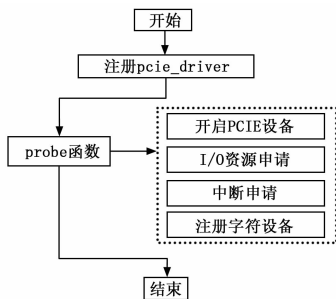 开始
注册pcie_driver
probe函数
开启PCIE设备
I/O资源申请
中断申请
注册字符设备
结束